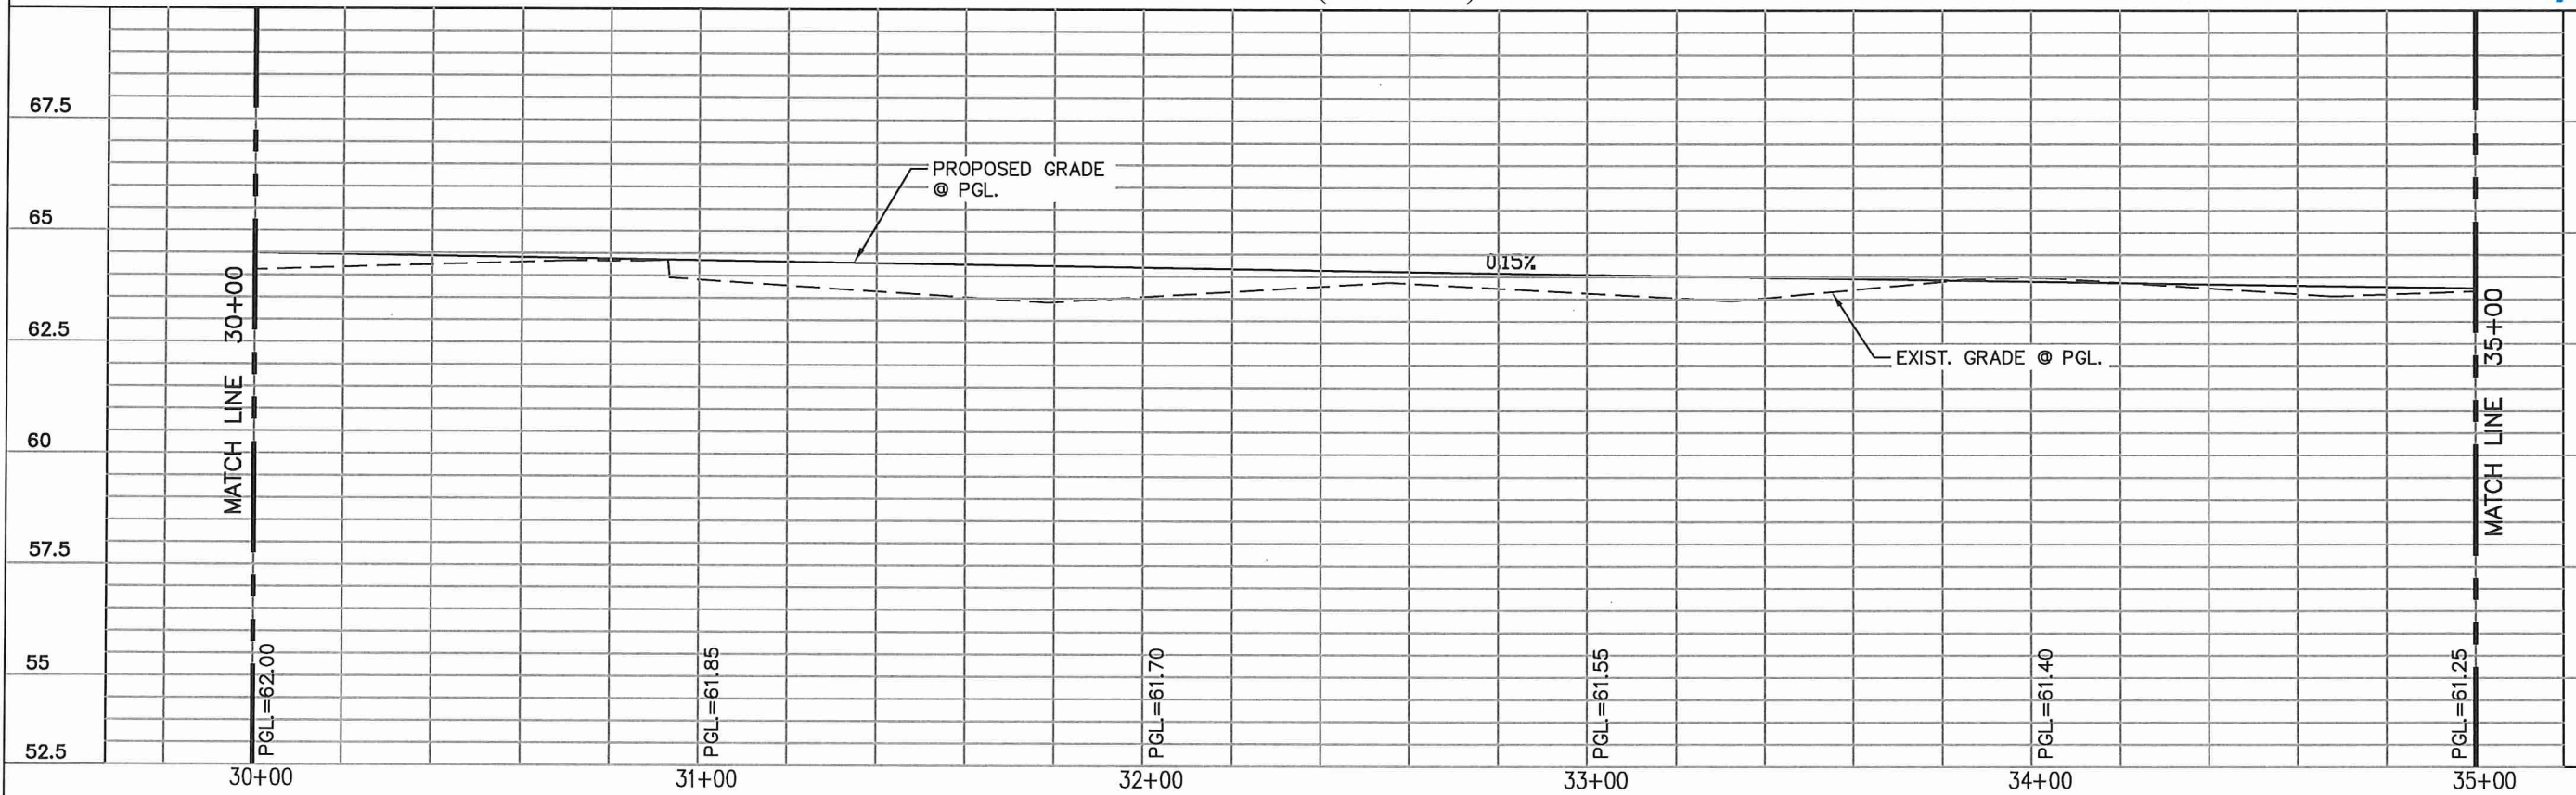 67.5
65
62.5
60
57.5
55
52.5
MATCH LINE 30+00
PROPOSED GRADE
@ PGL.
0.15%
EXIST. GRADE @ PGL.
MATCH LINE 35+00
PGL.=62.00
PGL.=61.85
PGL.=61.70
PGL.=61.55
PGL.=61.40
PGL.=61.25
30+00
31+00
32+00
33+00
34+00
35+00